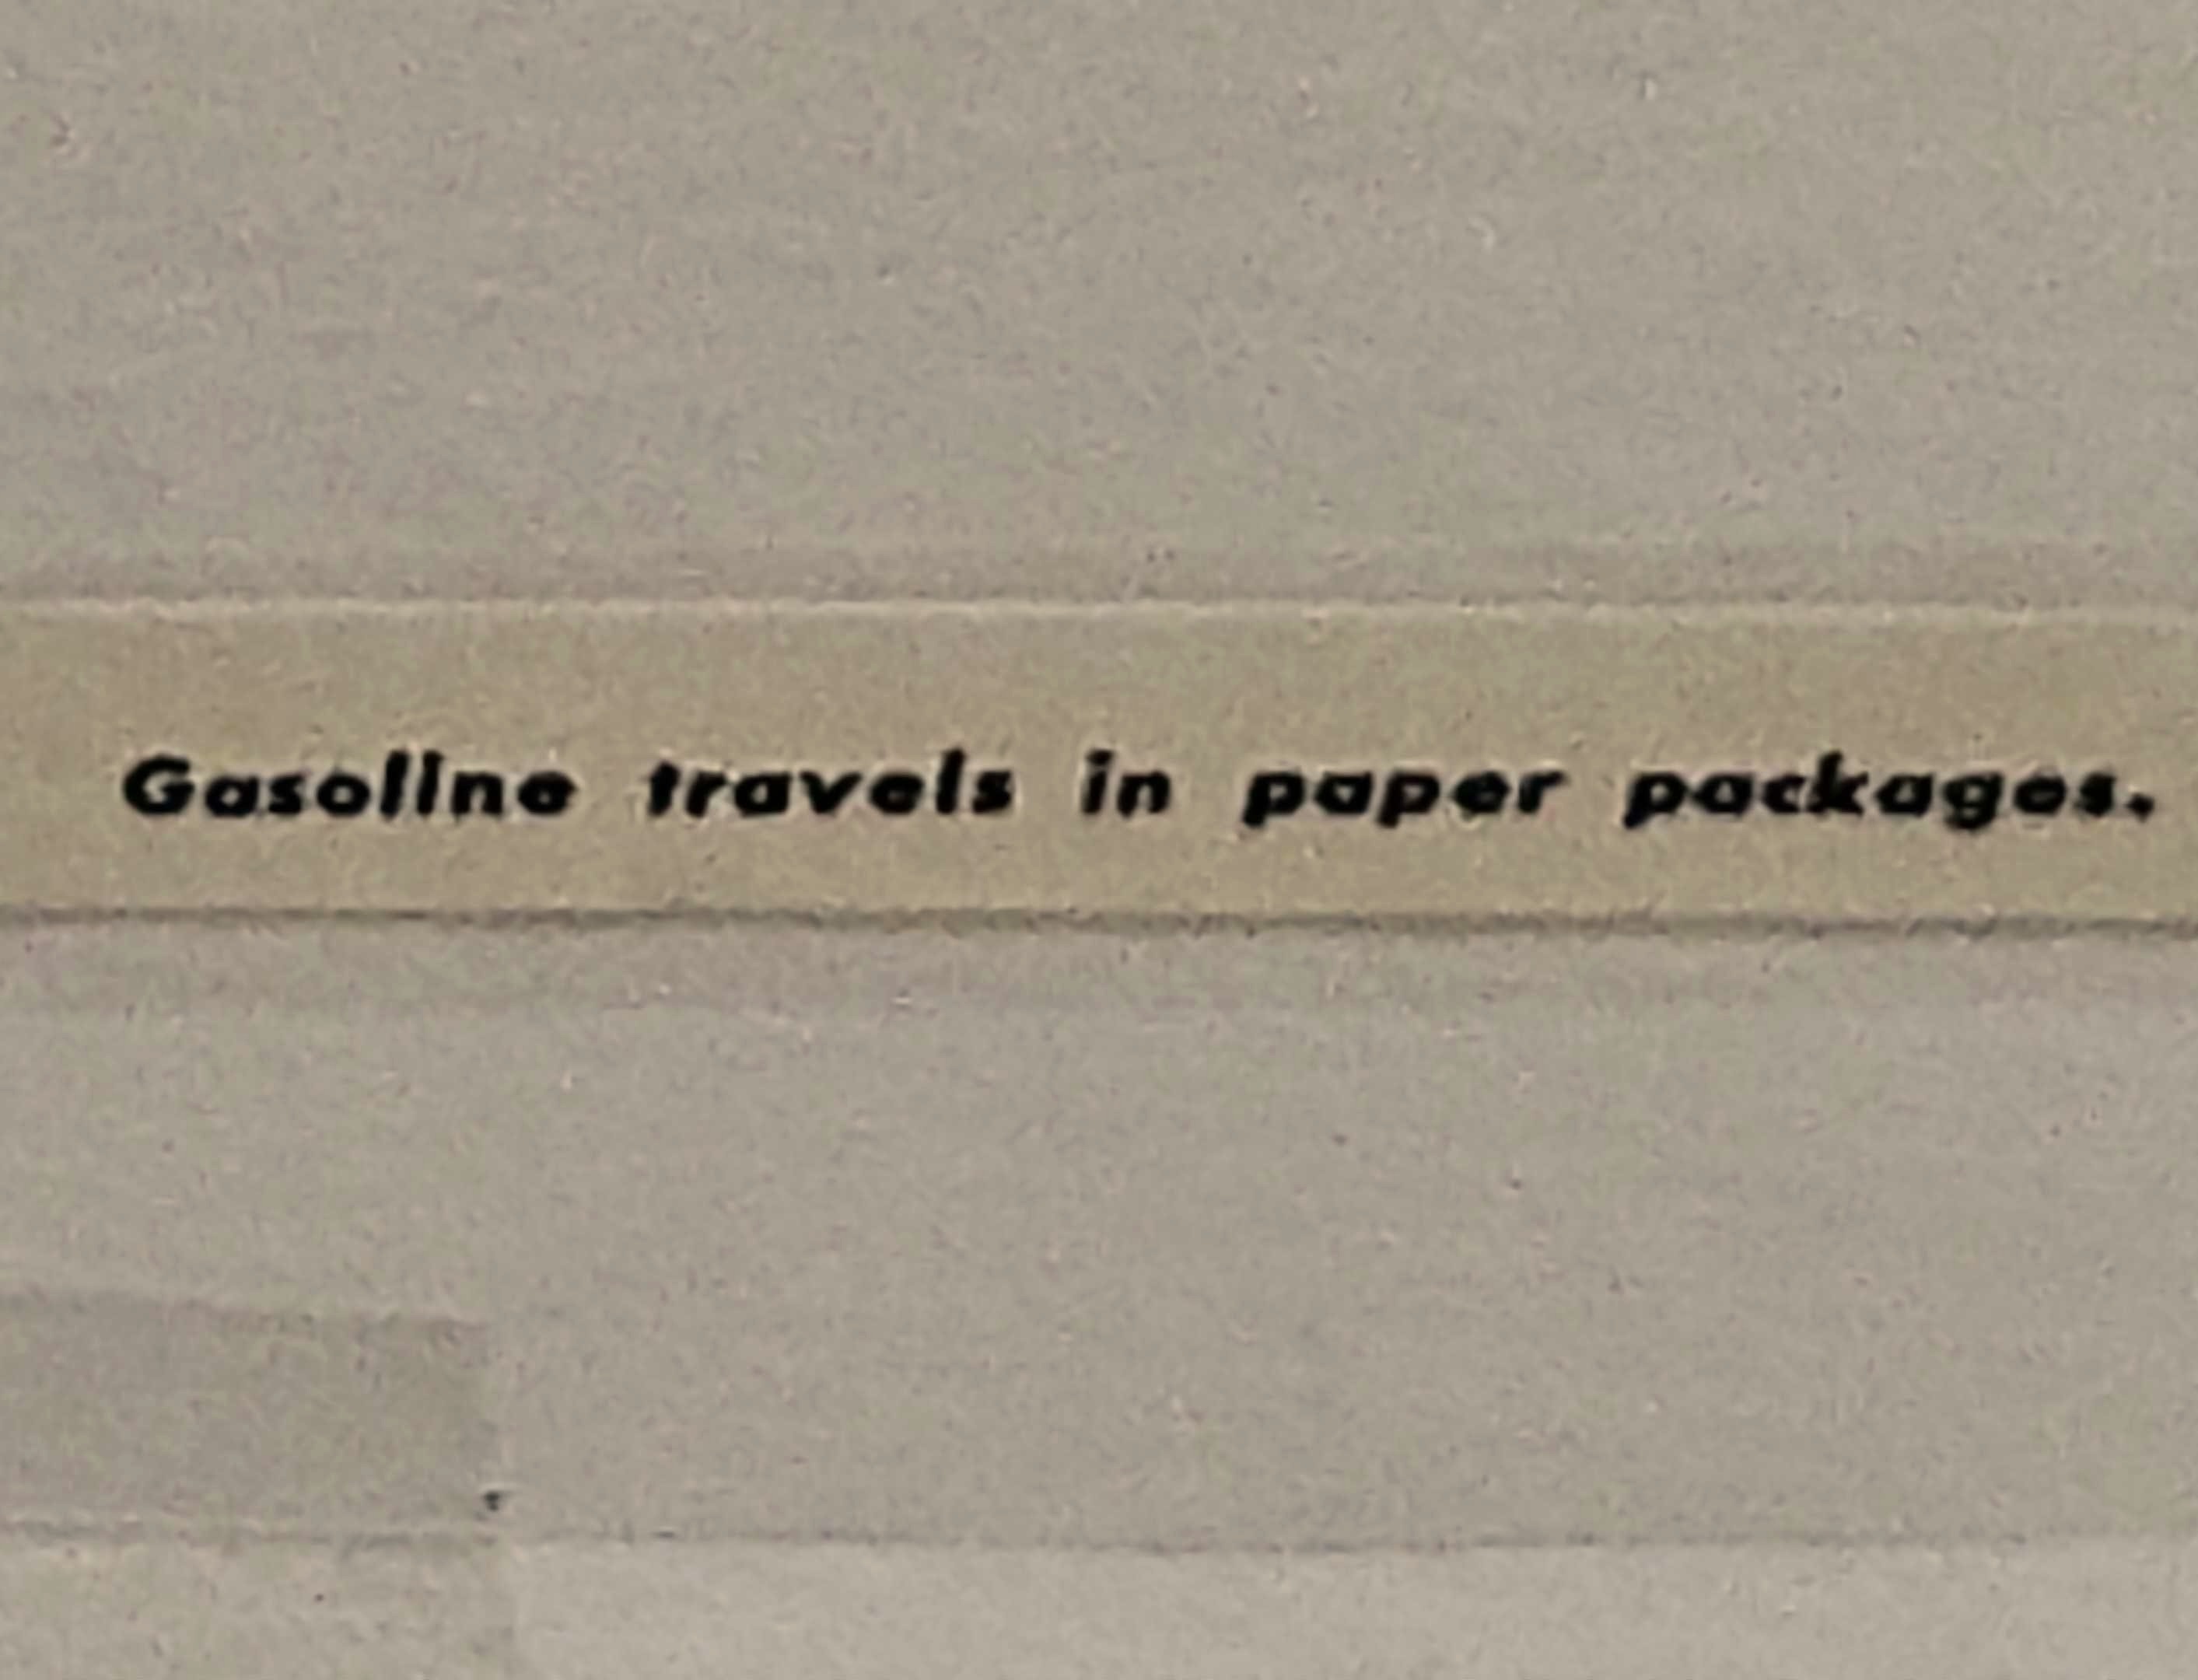 Gasoline travels in paper packages.